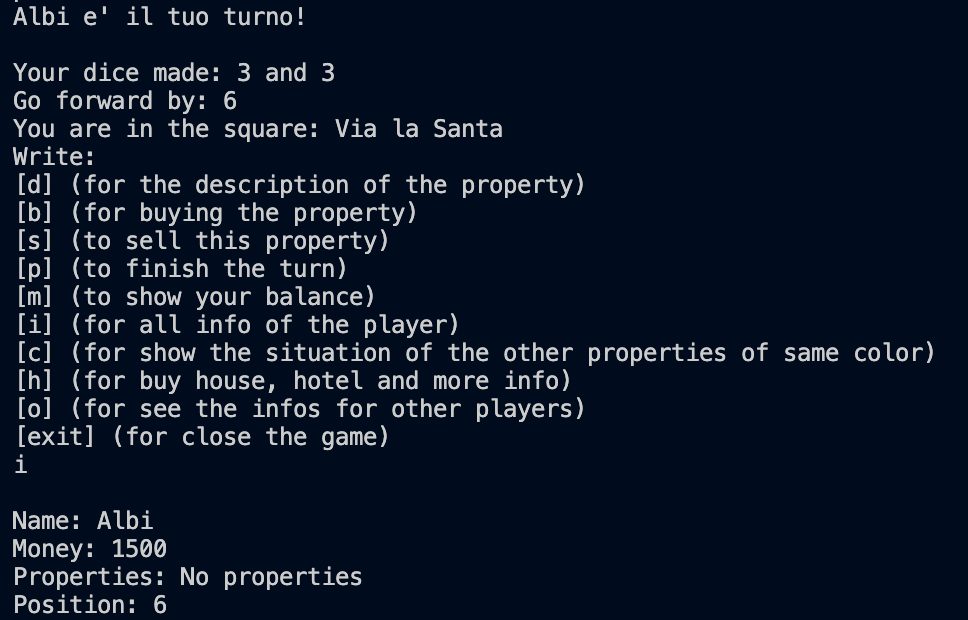 Albi e' il tuo turno!
Your dice made: 3 and 3
Go forward by: 6
You are in the square: Via la Santa
Write:
[d] (for the description of the property)
[b] (for buying the property)
[s] (to sell this property)
[p] (to finish the turn)
[m] (to show your balance)
[i] (for all info of the player)
[c] (for show the situation of the other properties of same color)
[h] (for buy house, hotel and more info)
[o] (for see the infos for other players)
[exit] (for close the game)
i
Name: Albi
Money: 1500
Properties: No properties
Position: 6